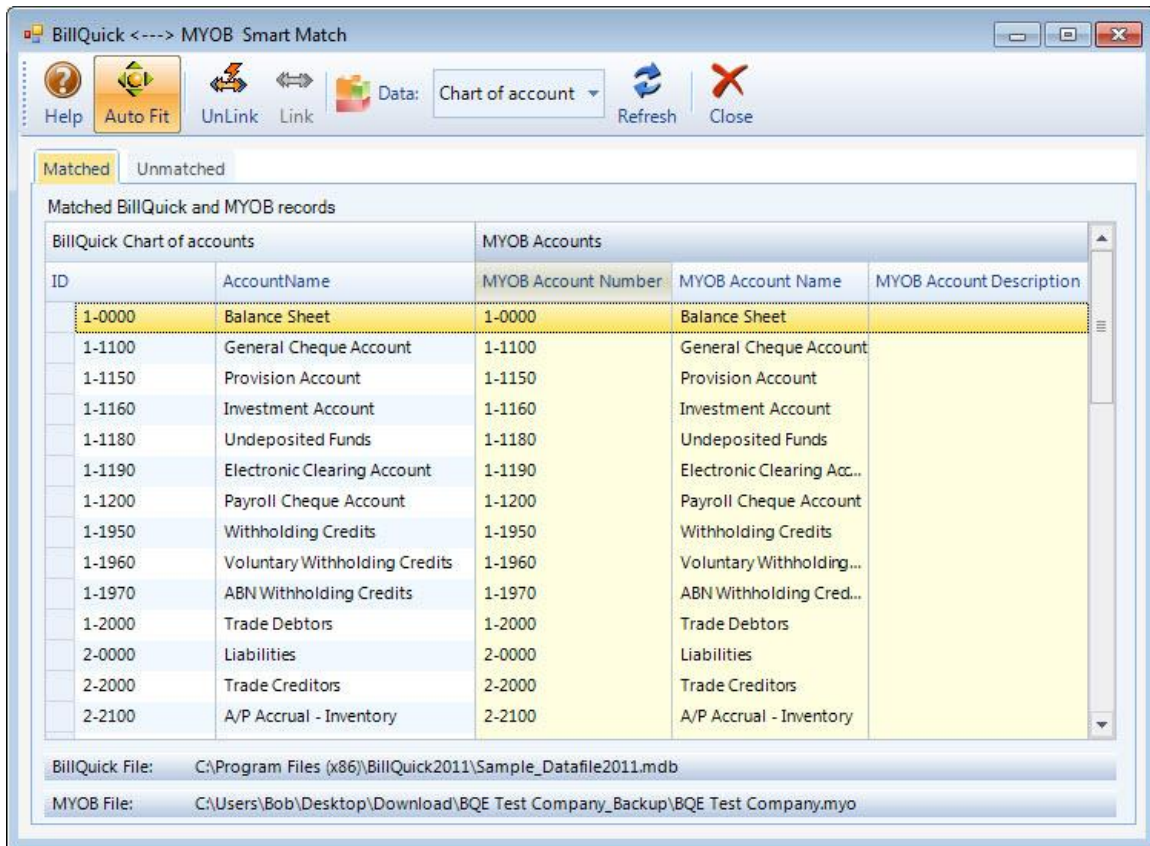 BillQuick <---> MYOB Smart Match
Help Auto Fit UnLink Link Data: Chart of account Refresh Close
Matched Unmatched
Matched BillQuick and MYOB records
BillQuick Chart of accounts MYOB Accounts
ID AccountName MYOB Account Number MYOB Account Name MYOB Account Description
1-0000 Balance Sheet 1-0000 Balance Sheet
1-1100 General Cheque Account 1-1100 General Cheque Account
1-1150 Provision Account 1-1150 Provision Account
1-1160 Investment Account 1-1160 Investment Account
1-1180 Undeposited Funds 1-1180 Undeposited Funds
1-1190 Electronic Clearing Account 1-1190 Electronic Clearing Acc...
1-1200 Payroll Cheque Account 1-1200 Payroll Cheque Account
1-1950 Withholding Credits 1-1950 Withholding Credits
1-1960 Voluntary Withholding Credits 1-1960 Voluntary Withholding...
1-1970 ABN Withholding Credits 1-1970 ABN Withholding Cred...
1-2000 Trade Debtors 1-2000 Trade Debtors
2-0000 Liabilities 2-0000 Liabilities
2-2000 Trade Creditors 2-2000 Trade Creditors
2-2100 A/P Accrual - Inventory 2-2100 A/P Accrual - Inventory
BillQuick File: C:\Program Files (x86)\BillQuick2011\Sample_Datafile2011.mdb
MYOB File: C:\Users\Bob\Desktop\Download\BQE Test Company_Backup\BQE Test Company.myo